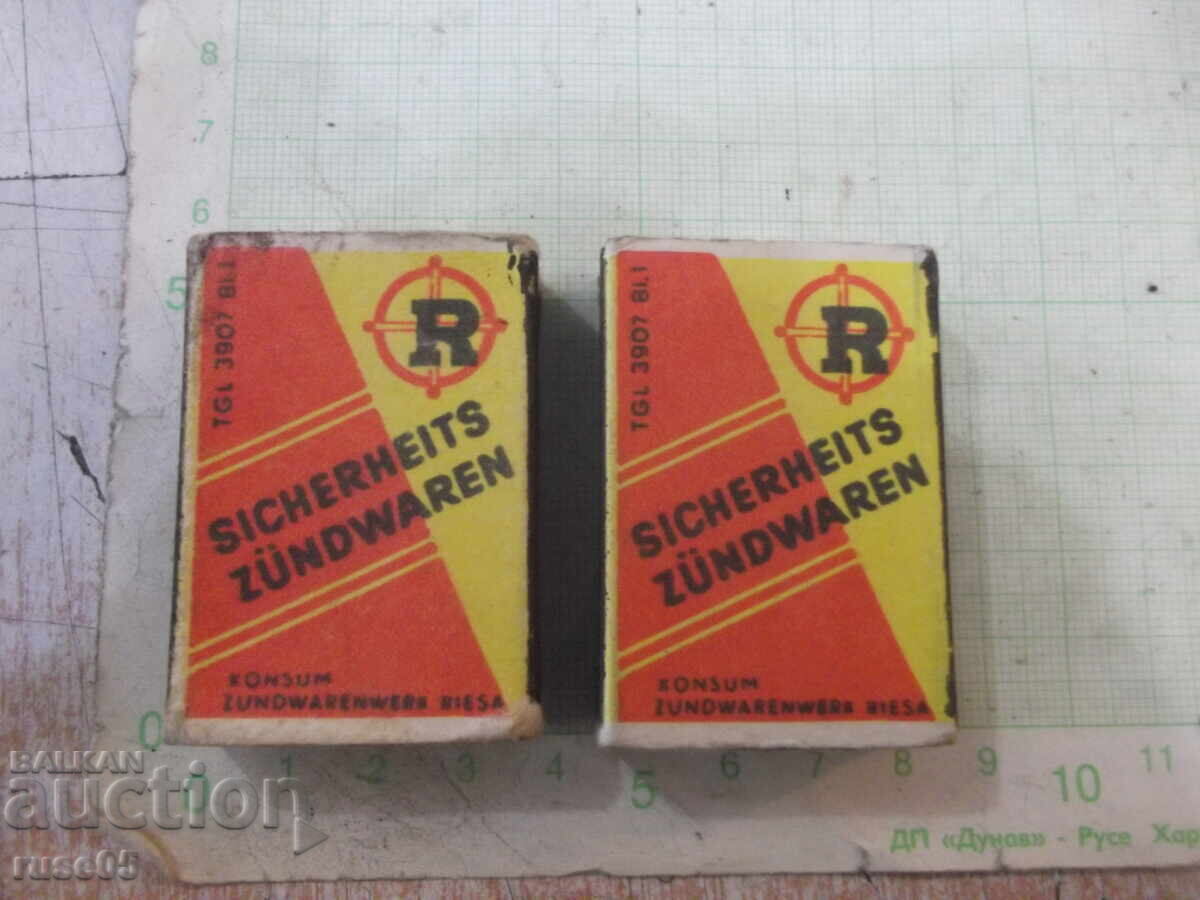 8
7
6
5
0
TGL 3907 Bl.1
R
SICHERHEITS
ZÜNDWAREN
KONSUM
ZÜNDWARENWERK RIESA
TGL 3907 Bl.1
R
SICHERHEITS
ZÜNDWAREN
KONSUM
ZÜNDWARENWERK RIESA
0 1 2 3 4 5 6 7 8 9 10 11
ДП «Дунав» - Русе Хар
BALKAN
auction
ruse05